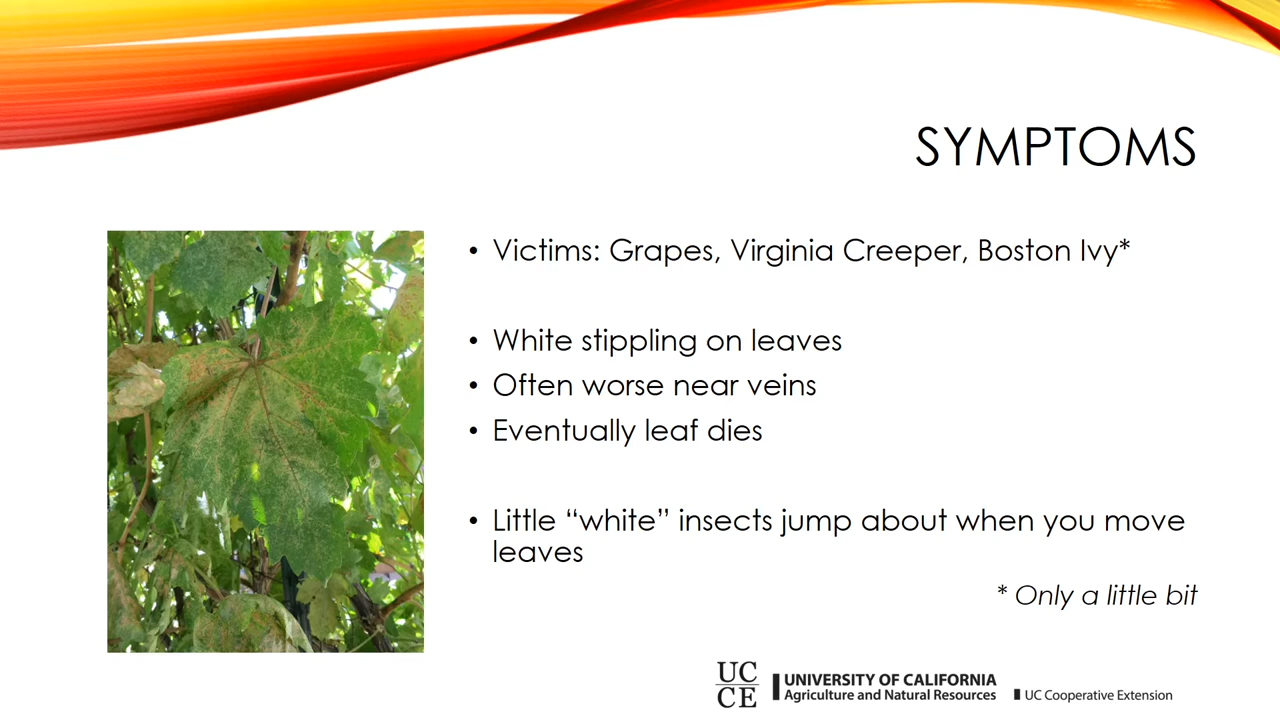 SYMPTOMS
• Victims: Grapes, Virginia Creeper, Boston Ivy*
• White stippling on leaves
• Often worse near veins
• Eventually leaf dies
• Little “white” insects jump about when you move
leaves
* Only a little bit
UC
CE
UNIVERSITY OF CALIFORNIA
Agriculture and Natural Resources
UC Cooperative Extension